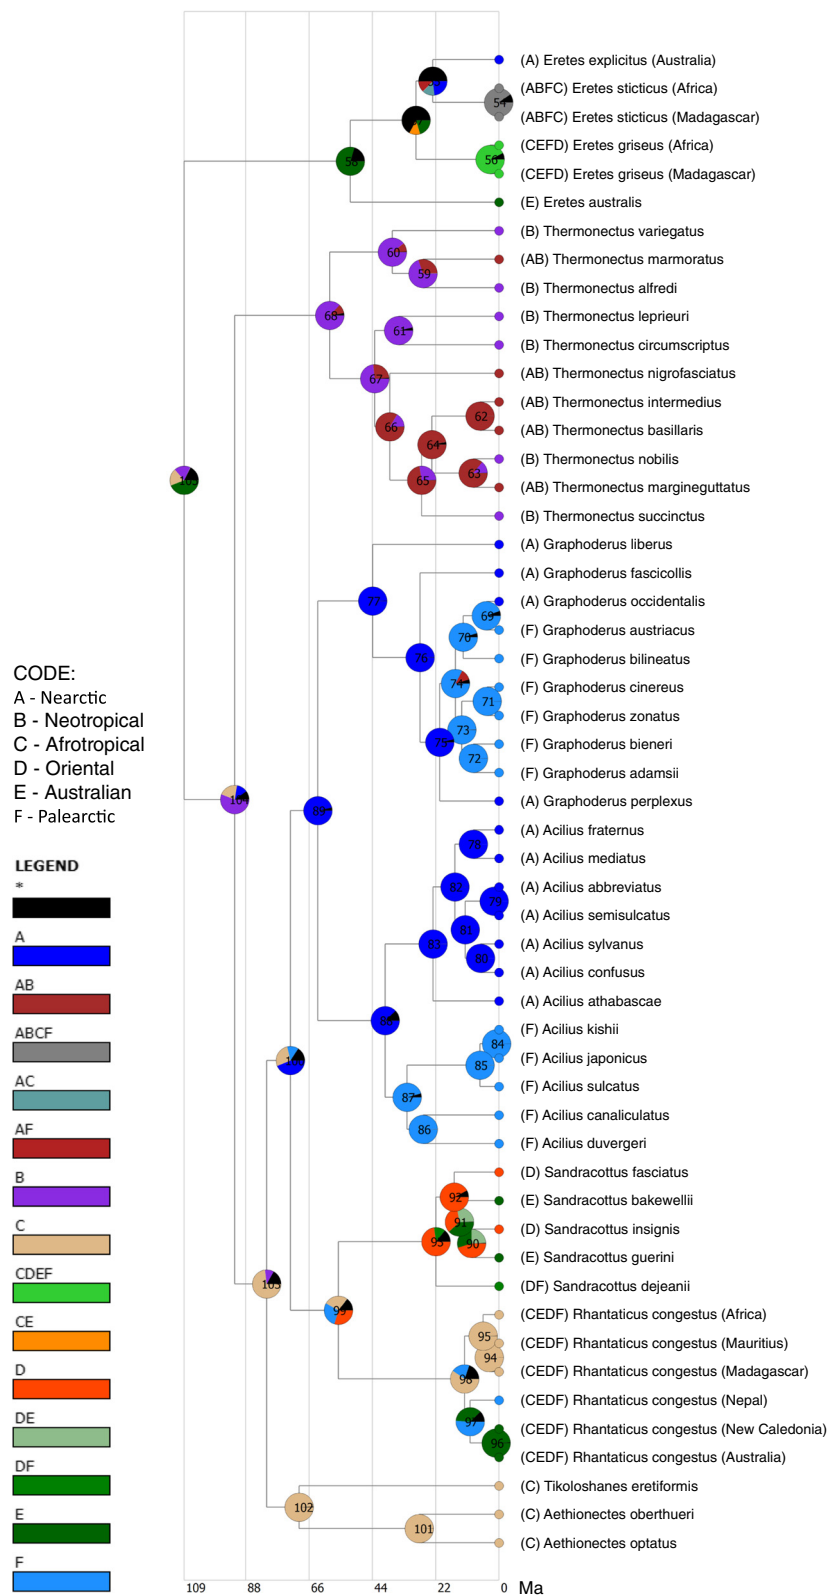 (A) Eretes explicitus (Australia)
(ABFC) Eretes sticticus (Africa)
54
(ABFC) Eretes sticticus (Madagascar)
(CEFD) Eretes griseus (Africa)
56
58
(CEFD) Eretes griseus (Madagascar)
(E) Eretes australis
(B) Thermonectus variegatus
60
(AB) Thermonectus marmoratus
59
(B) Thermonectus alfredi
68
(B) Thermonectus leprieuri
61
(B) Thermonectus circumscriptus
67
(AB) Thermonectus nigrofasciatus
(AB) Thermonectus intermedius
62
66
(AB) Thermonectus basillaris
64
(B) Thermonectus nobilis
63
65
(AB) Thermonectus margineguttatus
(B) Thermonectus succinctus
(A) Graphoderus liberus
(A) Graphoderus fascicollis
77
(A) Graphoderus occidentalis
69
(F) Graphoderus austriacus
70
76
(F) Graphoderus bilineatus
74
(F) Graphoderus cinereus
71
(F) Graphoderus zonatus
73
75
(F) Graphoderus bieneri
72
(F) Graphoderus adamsii
104
(A) Graphoderus perplexus
89
(A) Acilius fraternus
78
(A) Acilius mediatus
82
(A) Acilius abbreviatus
79
(A) Acilius semisulcatus
81
83
(A) Acilius sylvanus
80
(A) Acilius confusus
(A) Acilius athabascae
88
(F) Acilius kishii
84
(F) Acilius japonicus
85
(F) Acilius sulcatus
87
(F) Acilius canaliculatus
86
(F) Acilius duvergeri
(D) Sandracottus fasciatus
92
(E) Sandracottus bakewellii
91
(D) Sandracottus insignis
93
90
(E) Sandracottus guerini
103
(DF) Sandracottus dejeanii
99
(CEDF) Rhantaticus congestus (Africa)
95
(CEDF) Rhantaticus congestus (Mauritius)
94
(CEDF) Rhantaticus congestus (Madagascar)
98
(CEDF) Rhantaticus congestus (Nepal)
97
(CEDF) Rhantaticus congestus (New Caledonia)
96
(CEDF) Rhantaticus congestus (Australia)
(C) Tikoloshanes eretiformis
102
(C) Aethionectes oberthueri
101
(C) Aethionectes optatus
109 88 66 44 22 0 Ma
CODE:
A - Nearctic
B - Neotropical
C - Afrotropical
D - Oriental
E - Australian
F - Palearctic
LEGEND
*
A
AB
ABCF
AC
AF
B
C
CDEF
CE
D
DE
DF
E
F